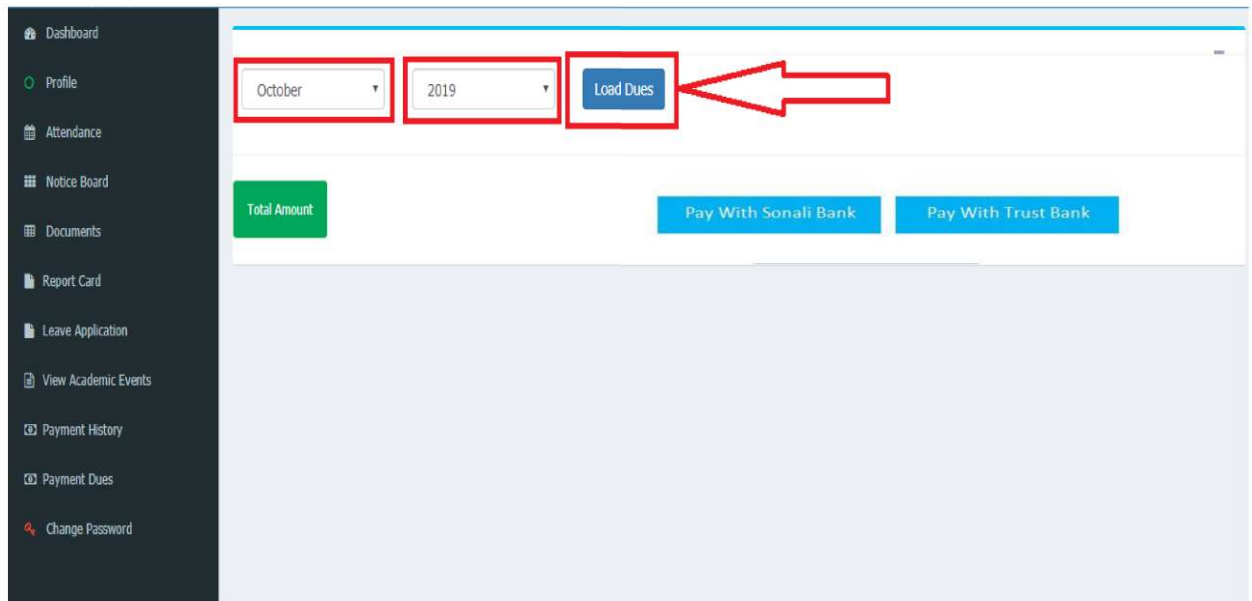 Dashboard
Profile
Attendance
Notice Board
Documents
Report Card
Leave Application
View Academic Events
Payment History
Payment Dues
Change Password
October
2019
Load Dues
Total Amount
Pay With Sonali Bank
Pay With Trust Bank